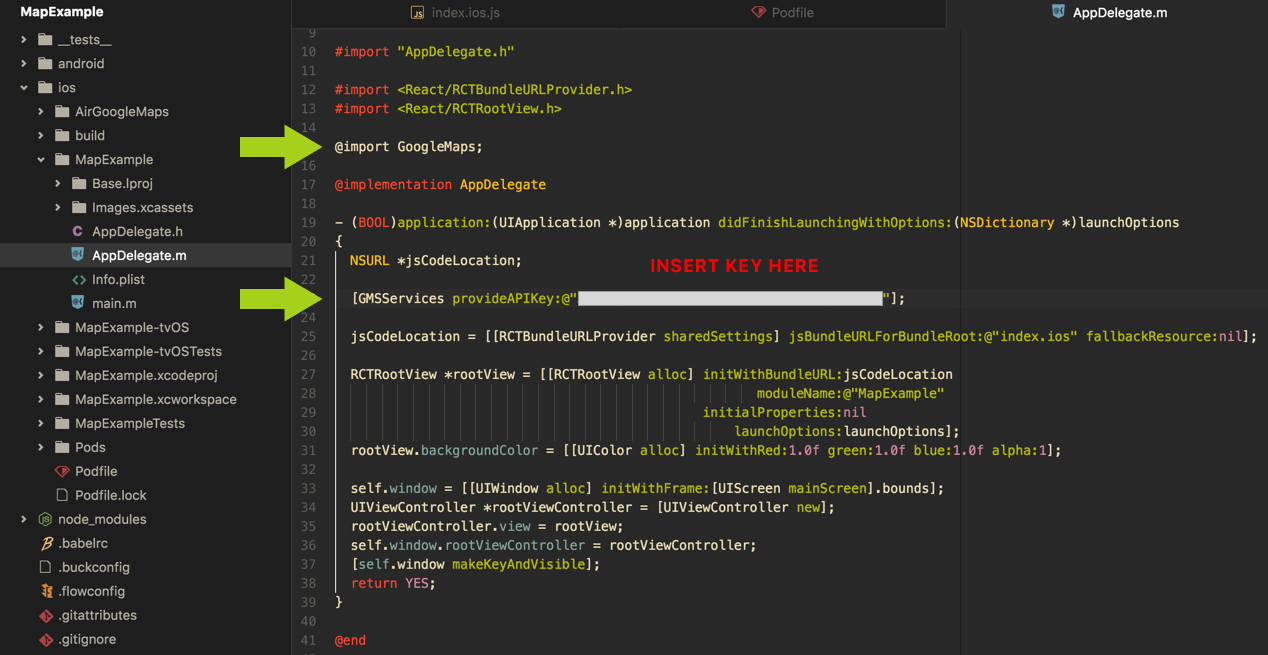 MapExample
__tests__
android
ios
AirGoogleMaps
build
MapExample
Base.lproj
Images.xcassets
AppDelegate.h
AppDelegate.m
Info.plist
main.m
MapExample-tvOS
MapExample-tvOSTests
MapExample.xcodeproj
MapExample.xcworkspace
MapExampleTests
Pods
Podfile
Podfile.lock
node_modules
.babelrc
.buckconfig
.flowconfig
.gitattributes
.gitignore
index.ios.js
Podfile
AppDelegate.m
9
10 #import "AppDelegate.h"
11
12 #import <React/RCTBundleURLProvider.h>
13 #import <React/RCTRootView.h>
14
@import GoogleMaps;
16
17 @implementation AppDelegate
18
19 - (BOOL)application:(UIApplication *)application didFinishLaunchingWithOptions:(NSDictionary *)launchOptions
20 {
21 NSURL *jsCodeLocation;
INSERT KEY HERE
22
[GMSServices provideAPIKey:@" "];
24
25 jsCodeLocation = [[RCTBundleURLProvider sharedSettings] jsBundleURLForBundleRoot:@"index.ios" fallbackResource:nil];
26
27 RCTRootView *rootView = [[RCTRootView alloc] initWithBundleURL:jsCodeLocation
28 moduleName:@"MapExample"
29 initialProperties:nil
30 launchOptions:launchOptions];
31 rootView.backgroundColor = [[UIColor alloc] initWithRed:1.0f green:1.0f blue:1.0f alpha:1];
32
33 self.window = [[UIWindow alloc] initWithFrame:[UIScreen mainScreen].bounds];
34 UIViewController *rootViewController = [UIViewController new];
35 rootViewController.view = rootView;
36 self.window.rootViewController = rootViewController;
37 [self.window makeKeyAndVisible];
38 return YES;
39 }
40
41 @end